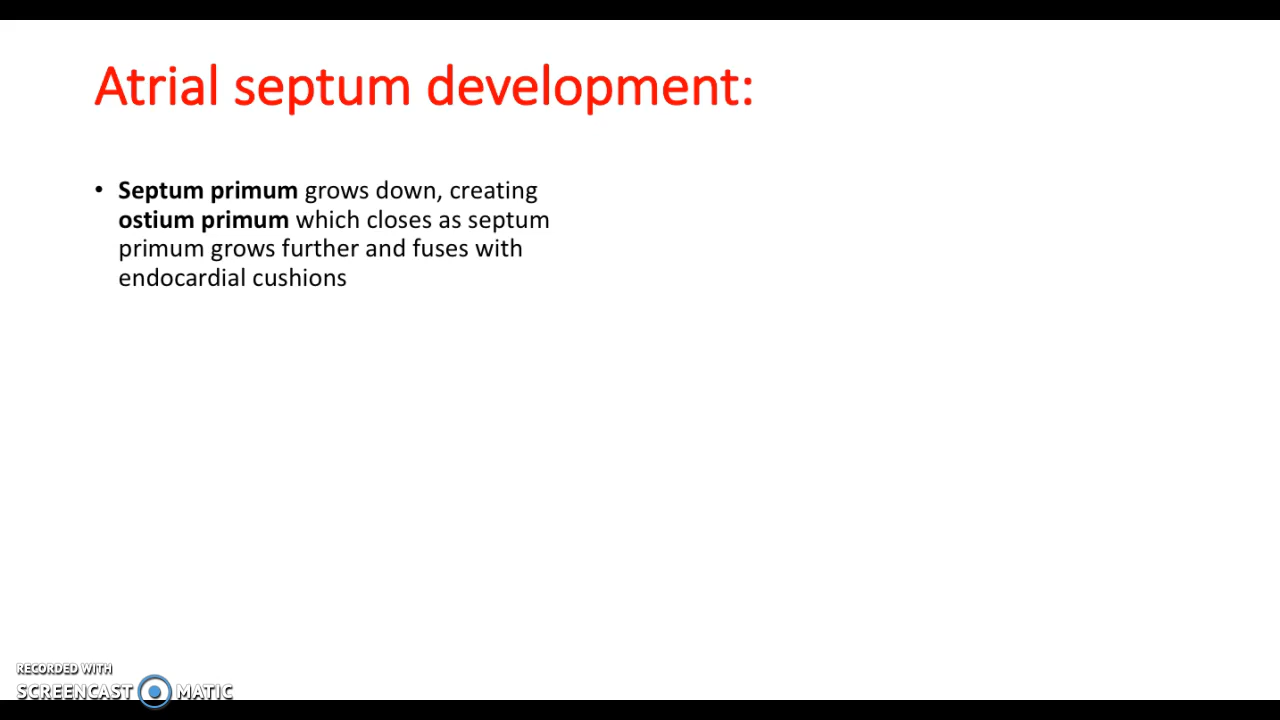 Atrial septum development:
• Septum primum grows down, creating
ostium primum which closes as septum
primum grows further and fuses with
endocardial cushions
RECORDED WITH
SCREENCAST MATIC